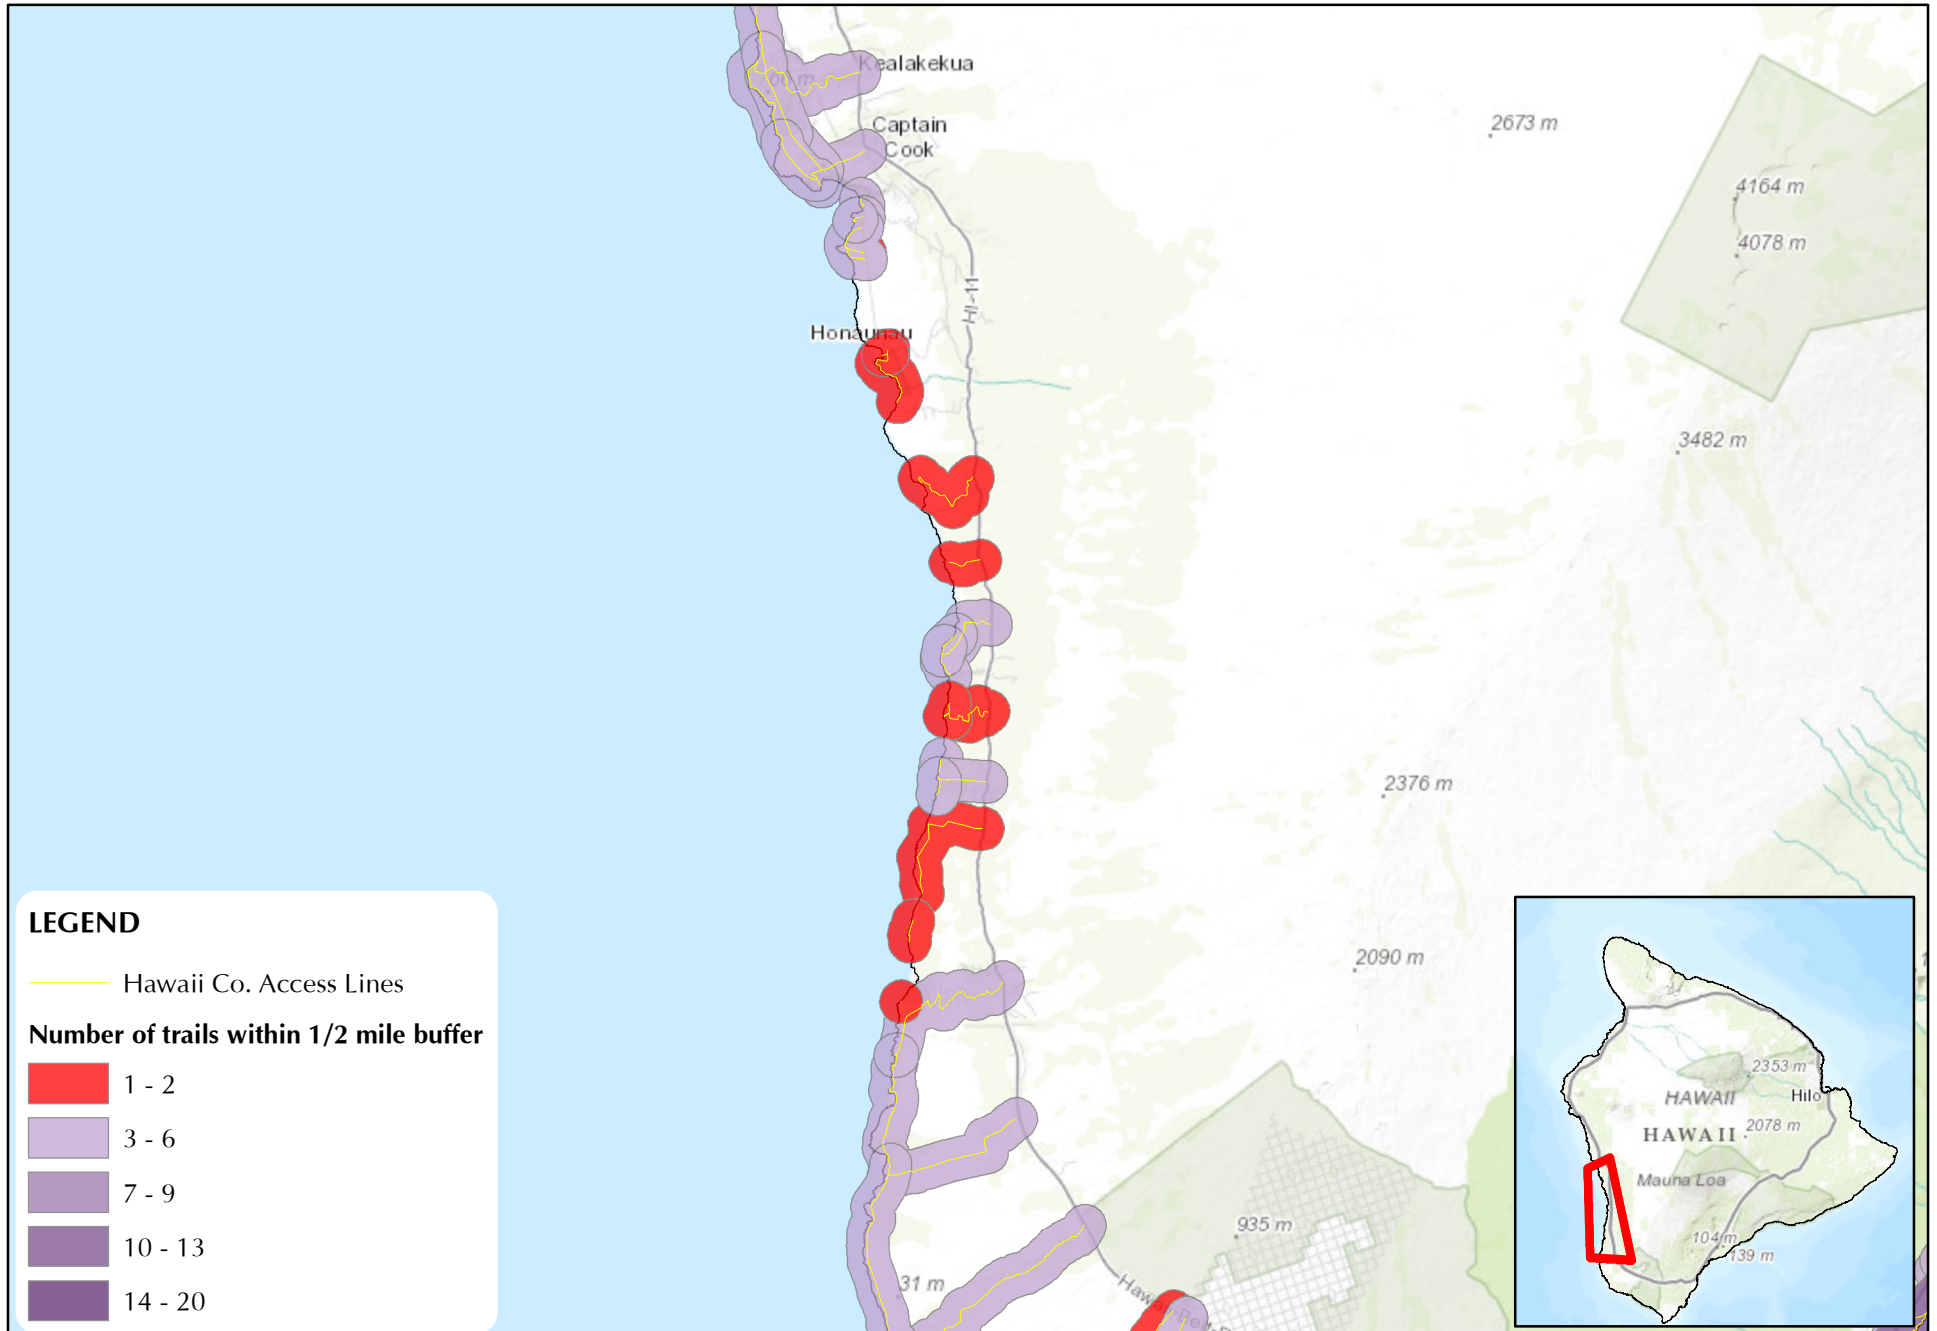 Kealakekua
60 m
Captain
Cook
2673 m
4164 m
4078 m
HI-11
Honaunau
3482 m
2376 m
2090 m
935 m
31 m
LEGEND
Hawaii Co. Access Lines
Number of trails within 1/2 mile buffer
1 - 2
3 - 6
7 - 9
10 - 13
14 - 20
2353 m
HAWAII
Hilo
HAWAII
2078 m
Mauna Loa
104 m
139 m